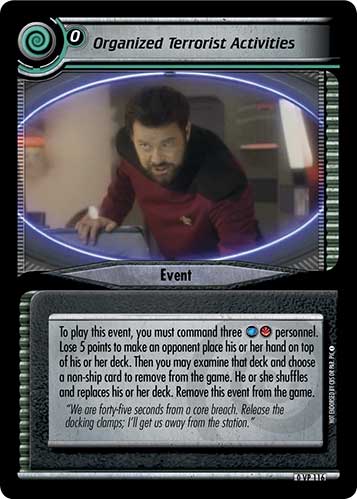 0 Organized Terrorist Activities
Event
To play this event, you must command three personnel.
Lose 5 points to make an opponent place his or her hand on top
of his or her deck. Then you may examine that deck and choose
a non-ship card to remove from the game. He or she shuffles
and replaces his or her deck. Remove this event from the game.
"We are forty-five seconds from a core breach. Release the
docking clamps; I'll get us away from the station."
0 VP 116